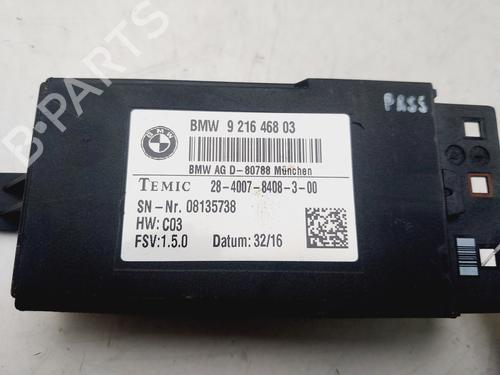 BMW 9 216 468 03
PASS
BMW
BMW AG D-80788 München
TEMIC 28-4007-8408-3-00
SN-Nr. 08135738
HW: C03
FSV:1.5.0 Datum: 32/16
B-PARTS